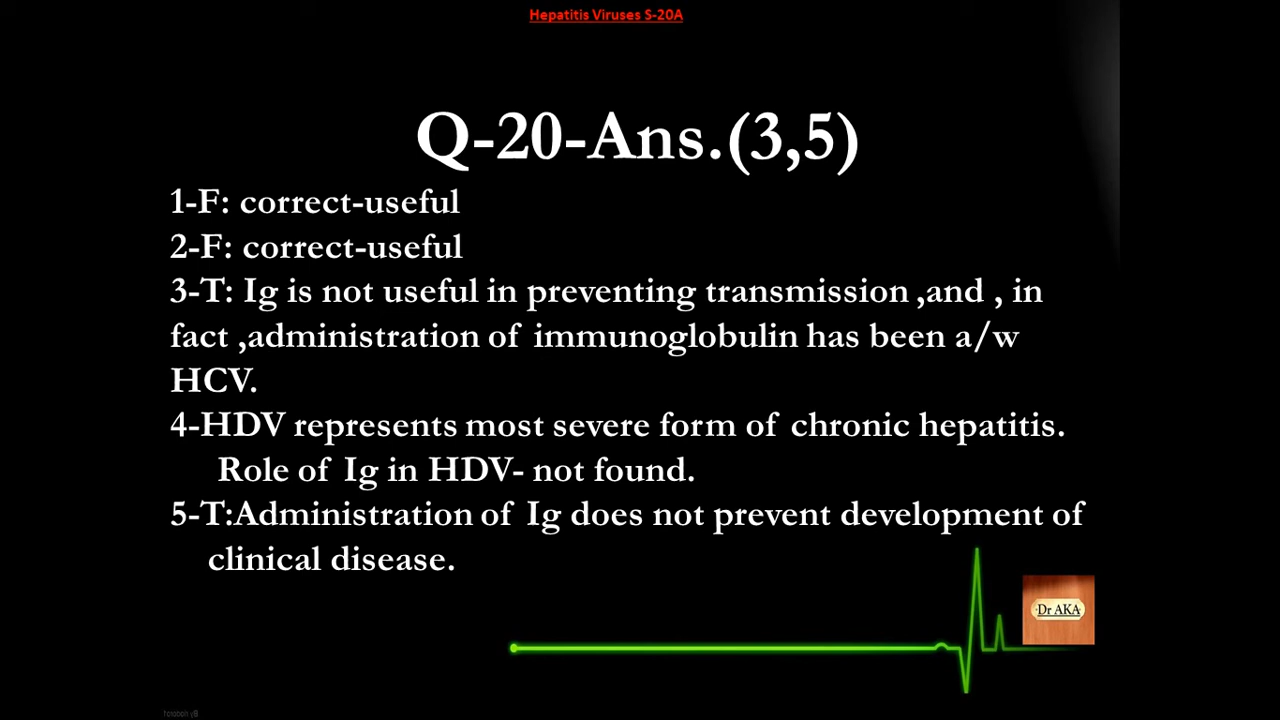 Hepatitis Viruses S-20A
Q-20-Ans.(3,5)
1-F: correct-useful
2-F: correct-useful
3-T: Ig is not useful in preventing transmission ,and , in
fact ,administration of immunoglobulin has been a/w
HCV.
4-HDV represents most severe form of chronic hepatitis.
Role of Ig in HDV- not found.
5-T:Administration of Ig does not prevent development of
clinical disease.
Dr AKA